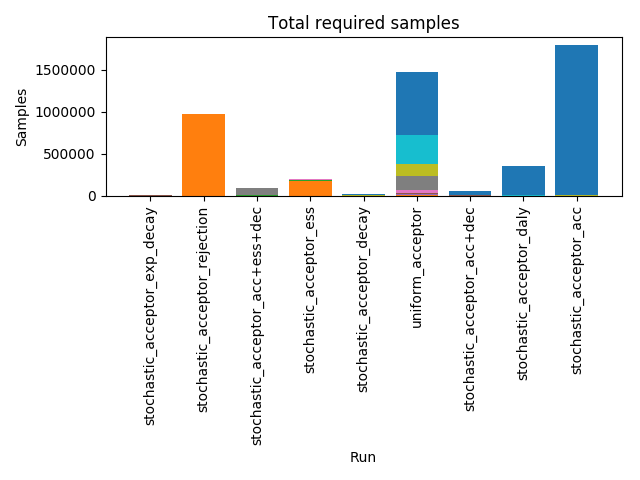 Total required samples
Samples
1500000
1000000
500000
0
stochastic_acceptor_exp_decay
stochastic_acceptor_rejection
stochastic_acceptor_acc+ess+dec
stochastic_acceptor_ess
stochastic_acceptor_decay
uniform_acceptor
stochastic_acceptor_acc+dec
stochastic_acceptor_daly
stochastic_acceptor_acc
Run